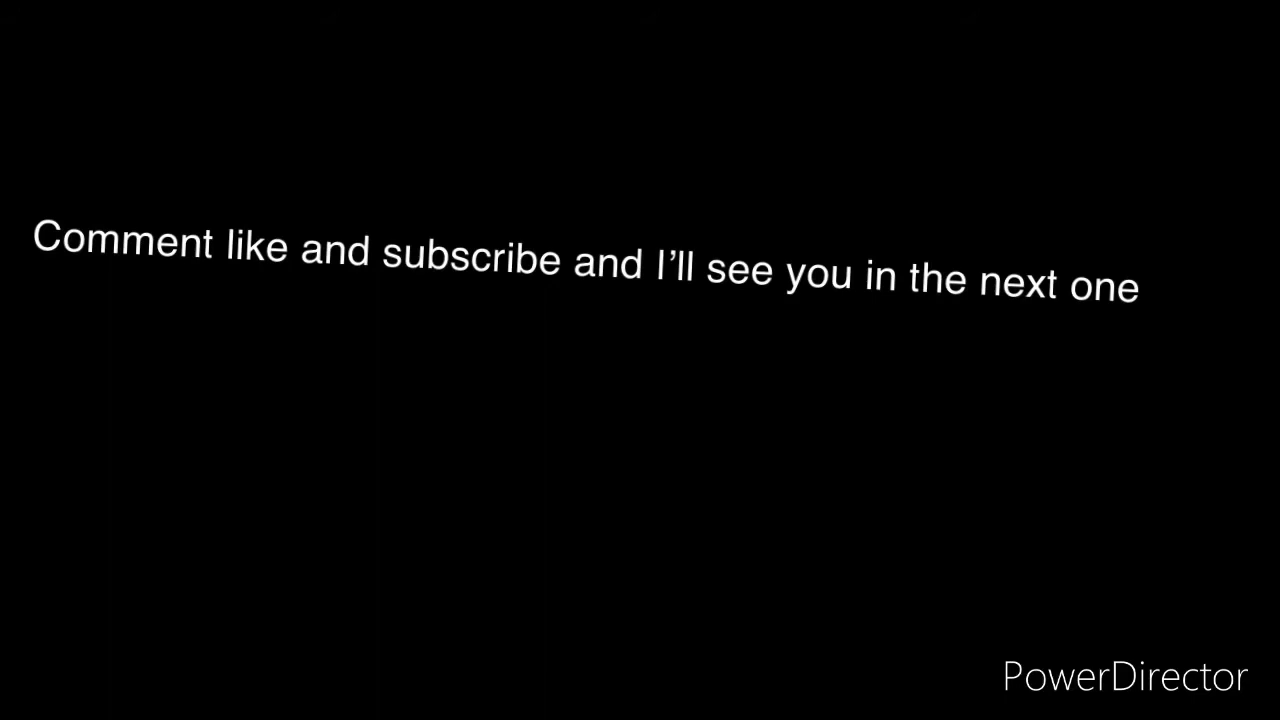 Comment like and subscribe and I’ll see you in the next one
PowerDirector